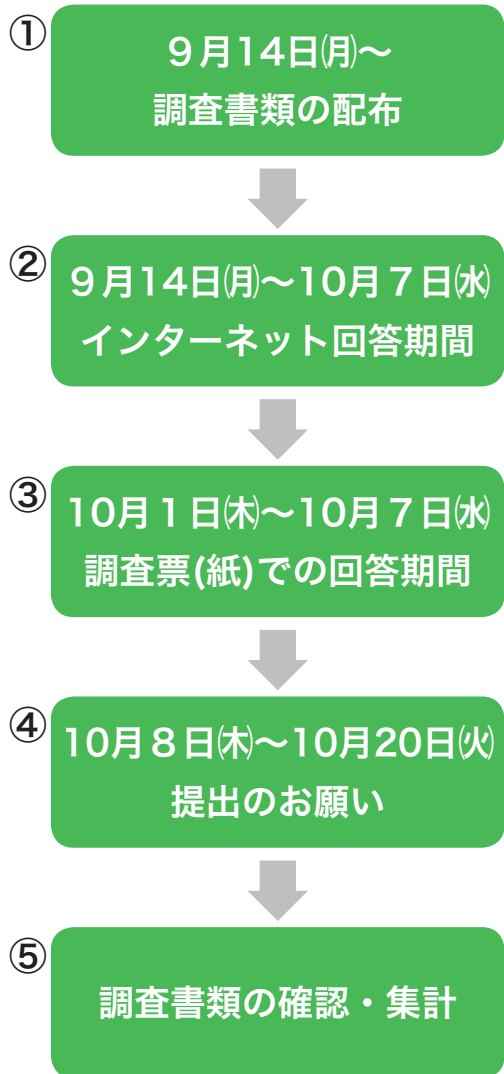 ①
９月14日㈪〜
調査書類の配布
②
９月14日㈪〜10月７日㈬
インターネット回答期間
③
10月１日㈭〜10月７日㈬
調査票(紙)での回答期間
④
10月８日㈭〜10月20日㈫
提出のお願い
⑤
調査書類の確認・集計